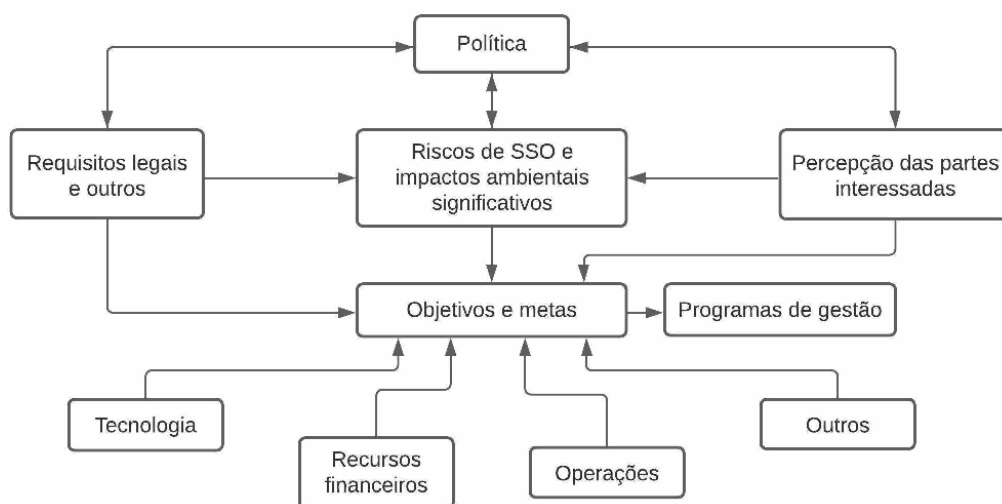 Política
Requisitos legais
e outros
Riscos de SSO e
impactos ambientais
significativos
Percepção das partes
interessadas
Objetivos e metas
Programas de gestão
Tecnologia
Recursos
financeiros
Operações
Outros